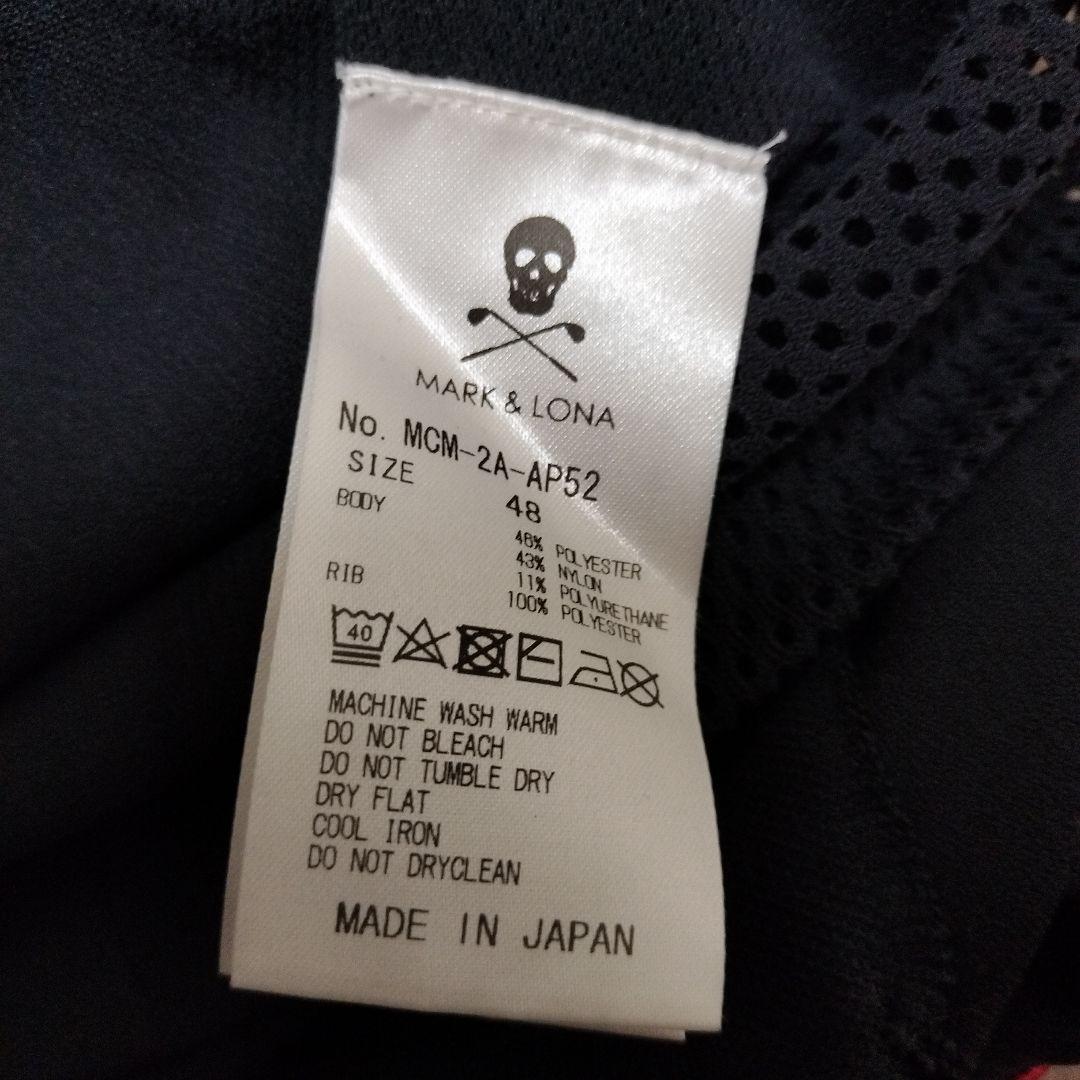 MARK & LONA
No. MCM-2A-AP52
SIZE 48
BODY 46% POLYESTER
43% NYLON
11% POLYURETHANE
RIB 100% POLYESTER
40
MACHINE WASH WARM
DO NOT BLEACH
DO NOT TUMBLE DRY
DRY FLAT
COOL IRON
DO NOT DRYCLEAN
MADE IN JAPAN